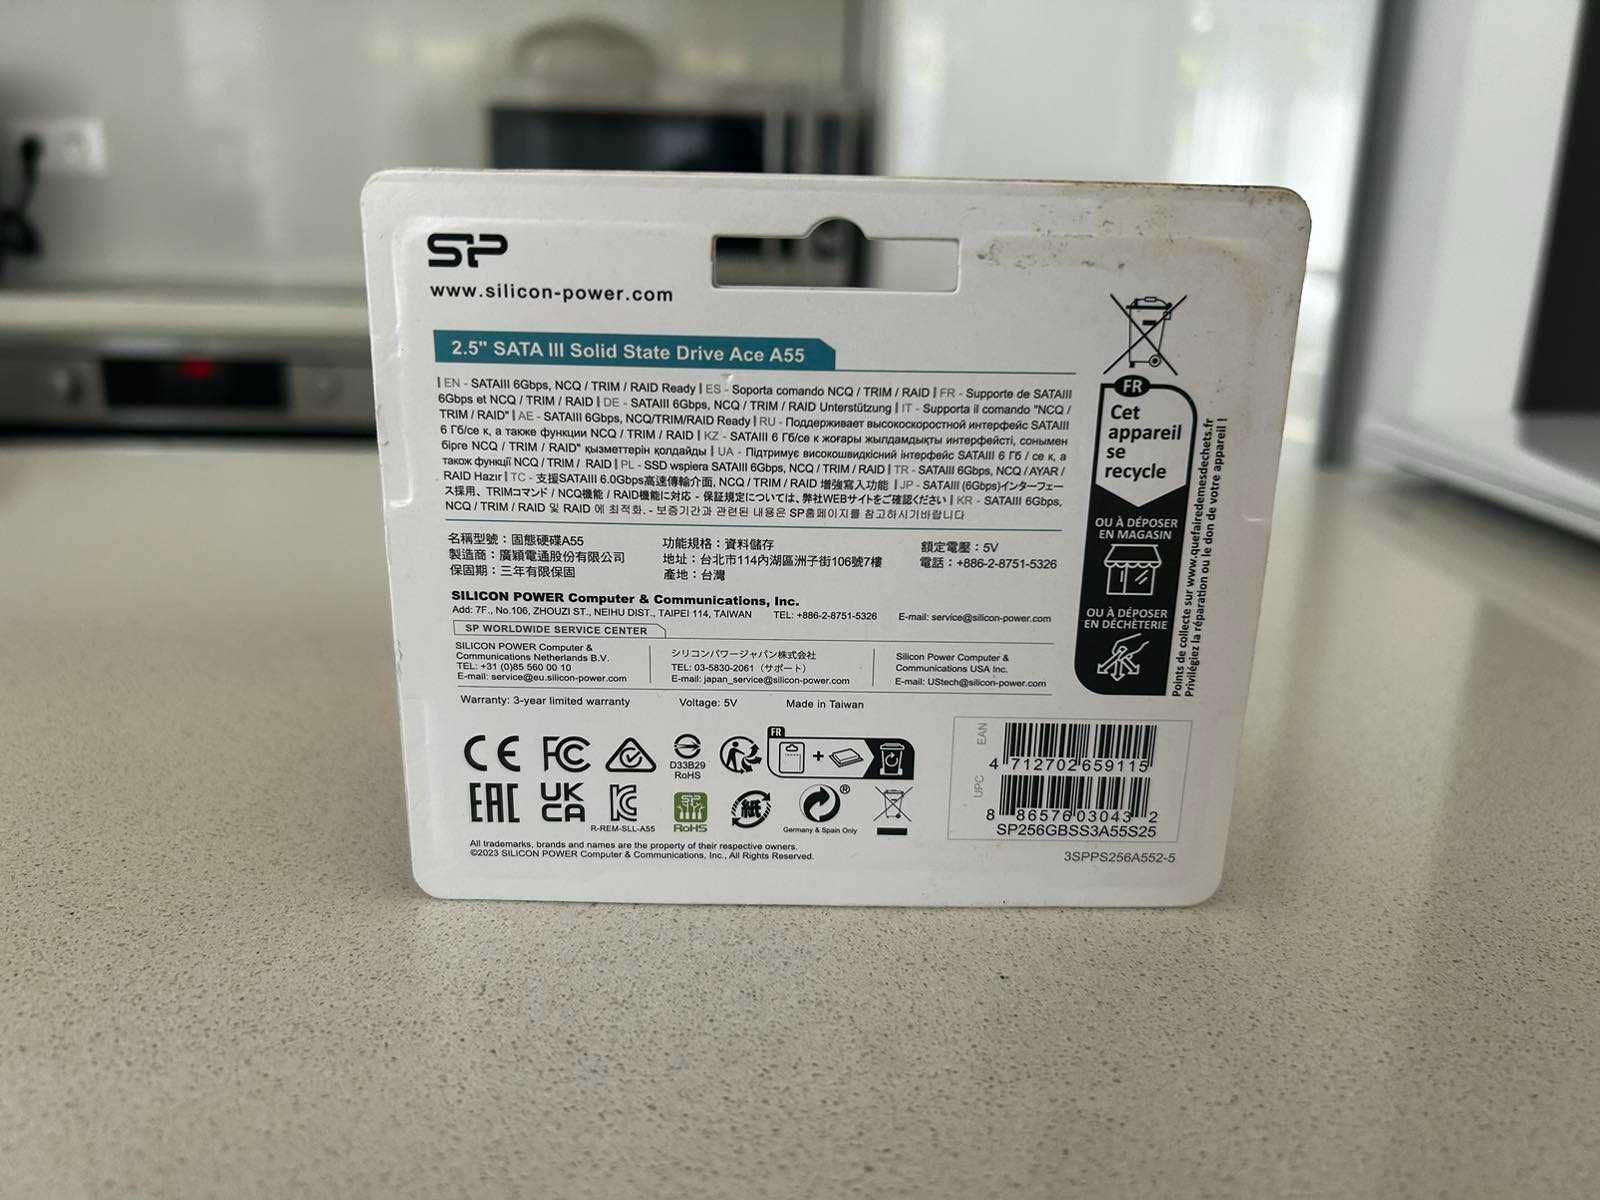 SP
www.silicon-power.com
2.5" SATA III Solid State Drive Ace A55
| EN - SATAIII 6Gbps, NCQ / TRIM / RAID Ready | ES - Soporta comando NCQ / TRIM / RAID | FR - Supporte de SATAIII
6Gbps et NCQ / TRIM / RAID | DE - SATAIII 6Gbps, NCQ / TRIM / RAID Unterstützung | IT - Supporta il comando "NCQ /
TRIM / RAID" | AE - SATAIII 6Gbps, NCQ/TRIM/RAID Ready | RU - Поддерживает высокоскоростной интерфейс SATAIII
6 Гб/се к, а также функции NCQ / TRIM / RAID | KZ - SATAIII 6 Гб/се к жоғары жылдамдықты интерфейсті, сонымен
бірге NCQ / TRIM / RAID" қызметтерін қолдайды | UA - Підтримує високошвидкісний інтерфейс SATAIII 6 Гб / се к, а
також функції NCQ / TRIM / RAID | PL - SSD wspiera SATAIII 6Gbps, NCQ / TRIM / RAID | TR - SATAIII 6Gbps, NCQ / AYAR /
RAID Hazır | TC - 支援SATAIII 6.0Gbps高速傳輸介面, NCQ / TRIM / RAID 增強寫入功能 | JP - SATAIII (6Gbps)インターフェー
ス採用、TRIMコマンド / NCQ機能 / RAID機能に対応 - 保証規定については、弊社WEBサイトをご確認ください | KR - SATAIII 6Gbps,
NCQ / TRIM / RAID 및 RAID 에 최적화. - 보증기간과 관련된 내용은 SP홈페이지를 참고하시기바랍니다
名稱型號：固態硬碟A55
功能規格：資料儲存
額定電壓：5V
製造商：廣穎電通股份有限公司
地址：台北市114內湖區洲子街106號7樓
電話：+886-2-8751-5326
保固期：三年有限保固
產地：台灣
SILICON POWER Computer & Communications, Inc.
Add: 7F., No.106, ZHOUZI ST., NEIHU DIST., TAIPEI 114, TAIWAN TEL: +886-2-8751-5326 E-mail: service@silicon-power.com
SP WORLDWIDE SERVICE CENTER
SILICON POWER Computer &
Communications Netherlands B.V.
TEL: +31 (0)85 560 00 10
E-mail: service@eu.silicon-power.com
シリコンパワージャパン株式会社
TEL: 03-5830-2061（サポート）
E-mail: japan_service@silicon-power.com
Silicon Power Computer &
Communications USA Inc.
E-mail: UStech@silicon-power.com
Warranty: 3-year limited warranty Voltage: 5V Made in Taiwan
CE FC
D33B29
RoHS
FR
EAC
UK
CA
R-REM-SLL-A55
SP
RoHS
紙
®
Germany & Spain Only
All trademarks, brands and names are the property of their respective owners.
©2023 SILICON POWER Computer & Communications, Inc., All Rights Reserved.
FR
Cet
appareil
se
recycle
OU À DÉPOSER
EN MAGASIN
OU À DÉPOSER
EN DÉCHÈTERIE
Points de collecte sur www.quefairedemesdechets.fr
Privilégiez la réparation ou le don de votre appareil !
EAN
4 712702 659115
UPC
8 86576 03043 2
SP256GBSS3A55S25
3SPPS256A552-5